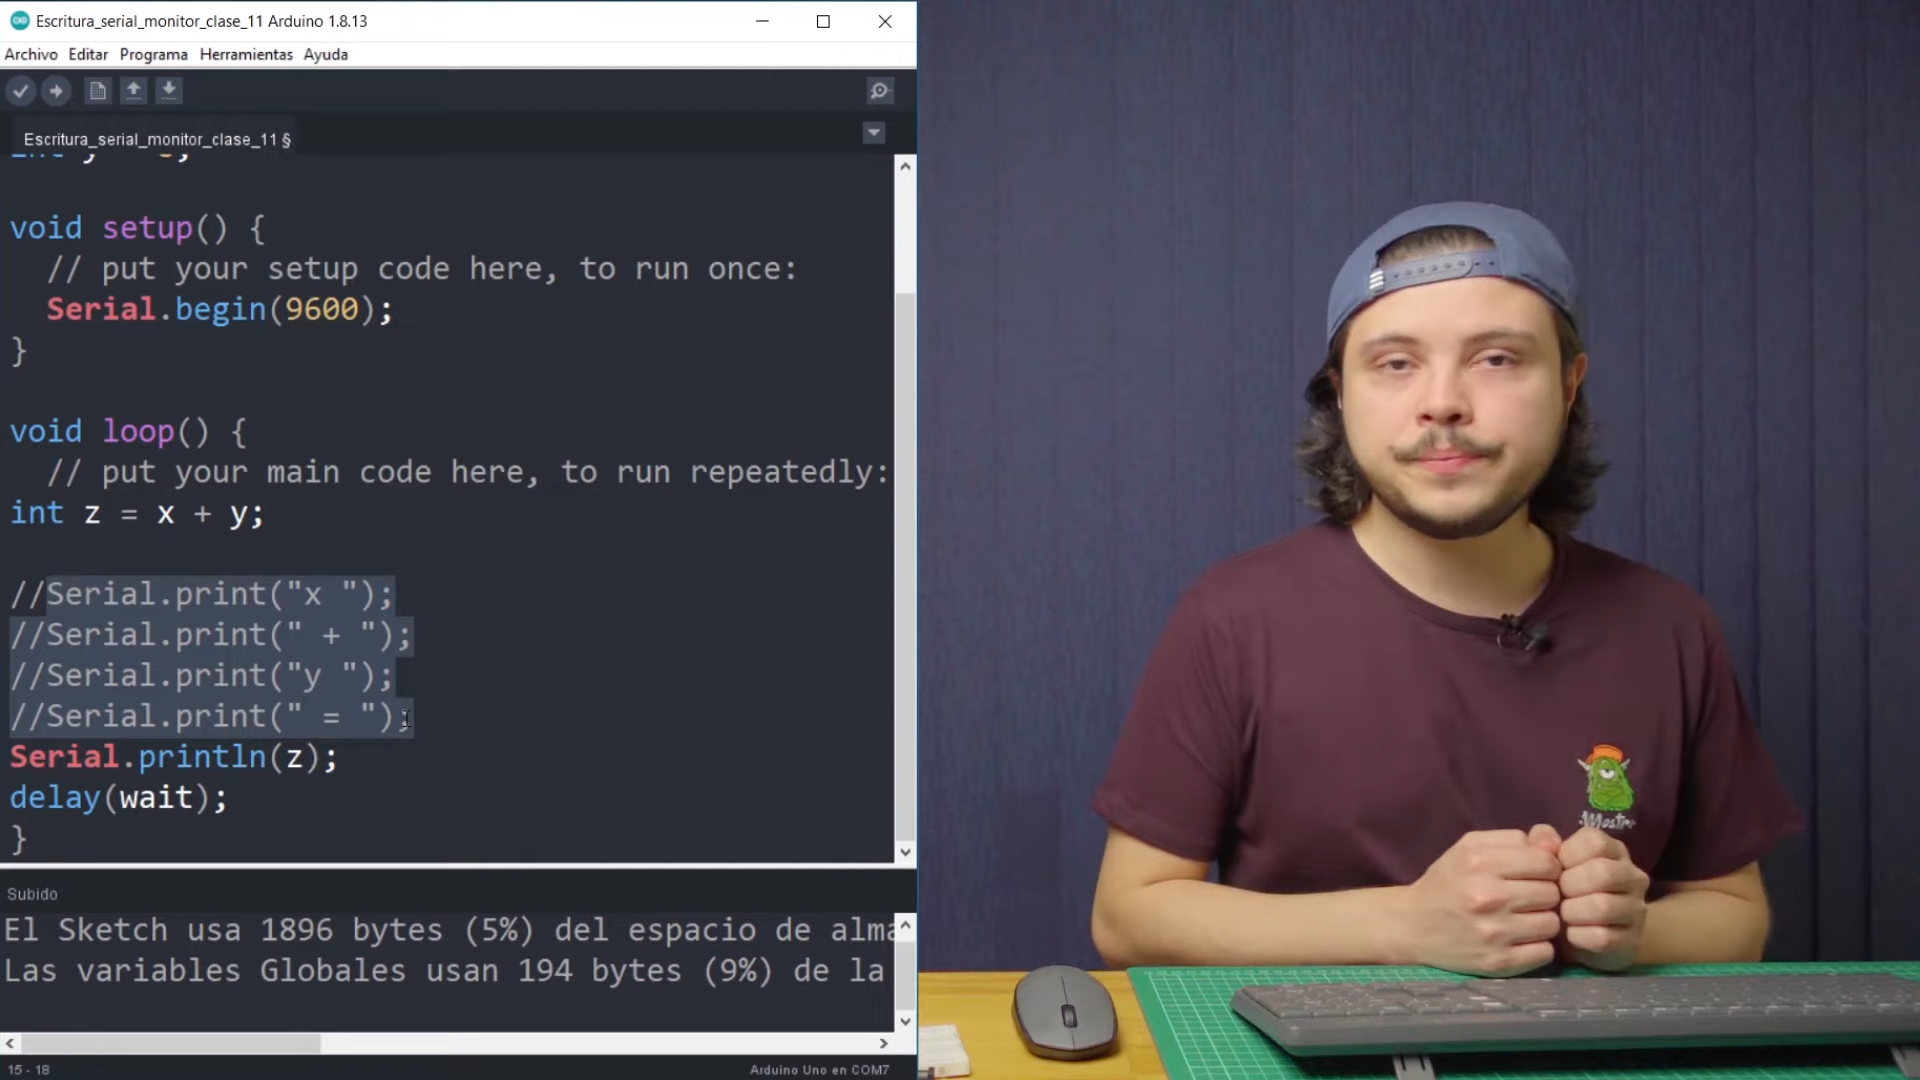 Escritura_serial_monitor_clase_11 Arduino 1.8.13
Archivo Editar Programa Herramientas Ayuda
Escritura_serial_monitor_clase_11 §
void setup() {
// put your setup code here, to run once:
Serial.begin(9600);
}
void loop() {
// put your main code here, to run repeatedly:
int z = x + y;
//Serial.print("x ");
//Serial.print(" + ");
//Serial.print("y ");
//Serial.print(" = ");
Serial.println(z);
delay(wait);
}
Subido
El Sketch usa 1896 bytes (5%) del espacio de alma
Las variables Globales usan 194 bytes (9%) de la
15 - 18
Arduino Uno en COM7